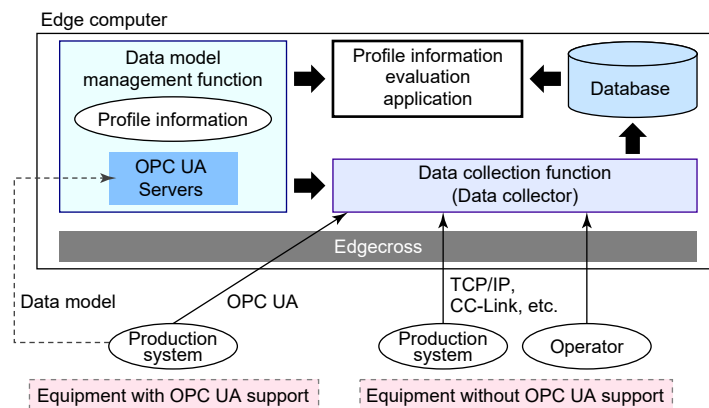 Edge computer
Data model
management function
Profile information
OPC UA
Servers
Profile information
evaluation
application
Database
Data collection function
(Data collector)
Edgecross
Data model
OPC UA
TCP/IP,
CC-Link, etc.
Production
system
Production
system
Operator
Equipment with OPC UA support
Equipment without OPC UA support